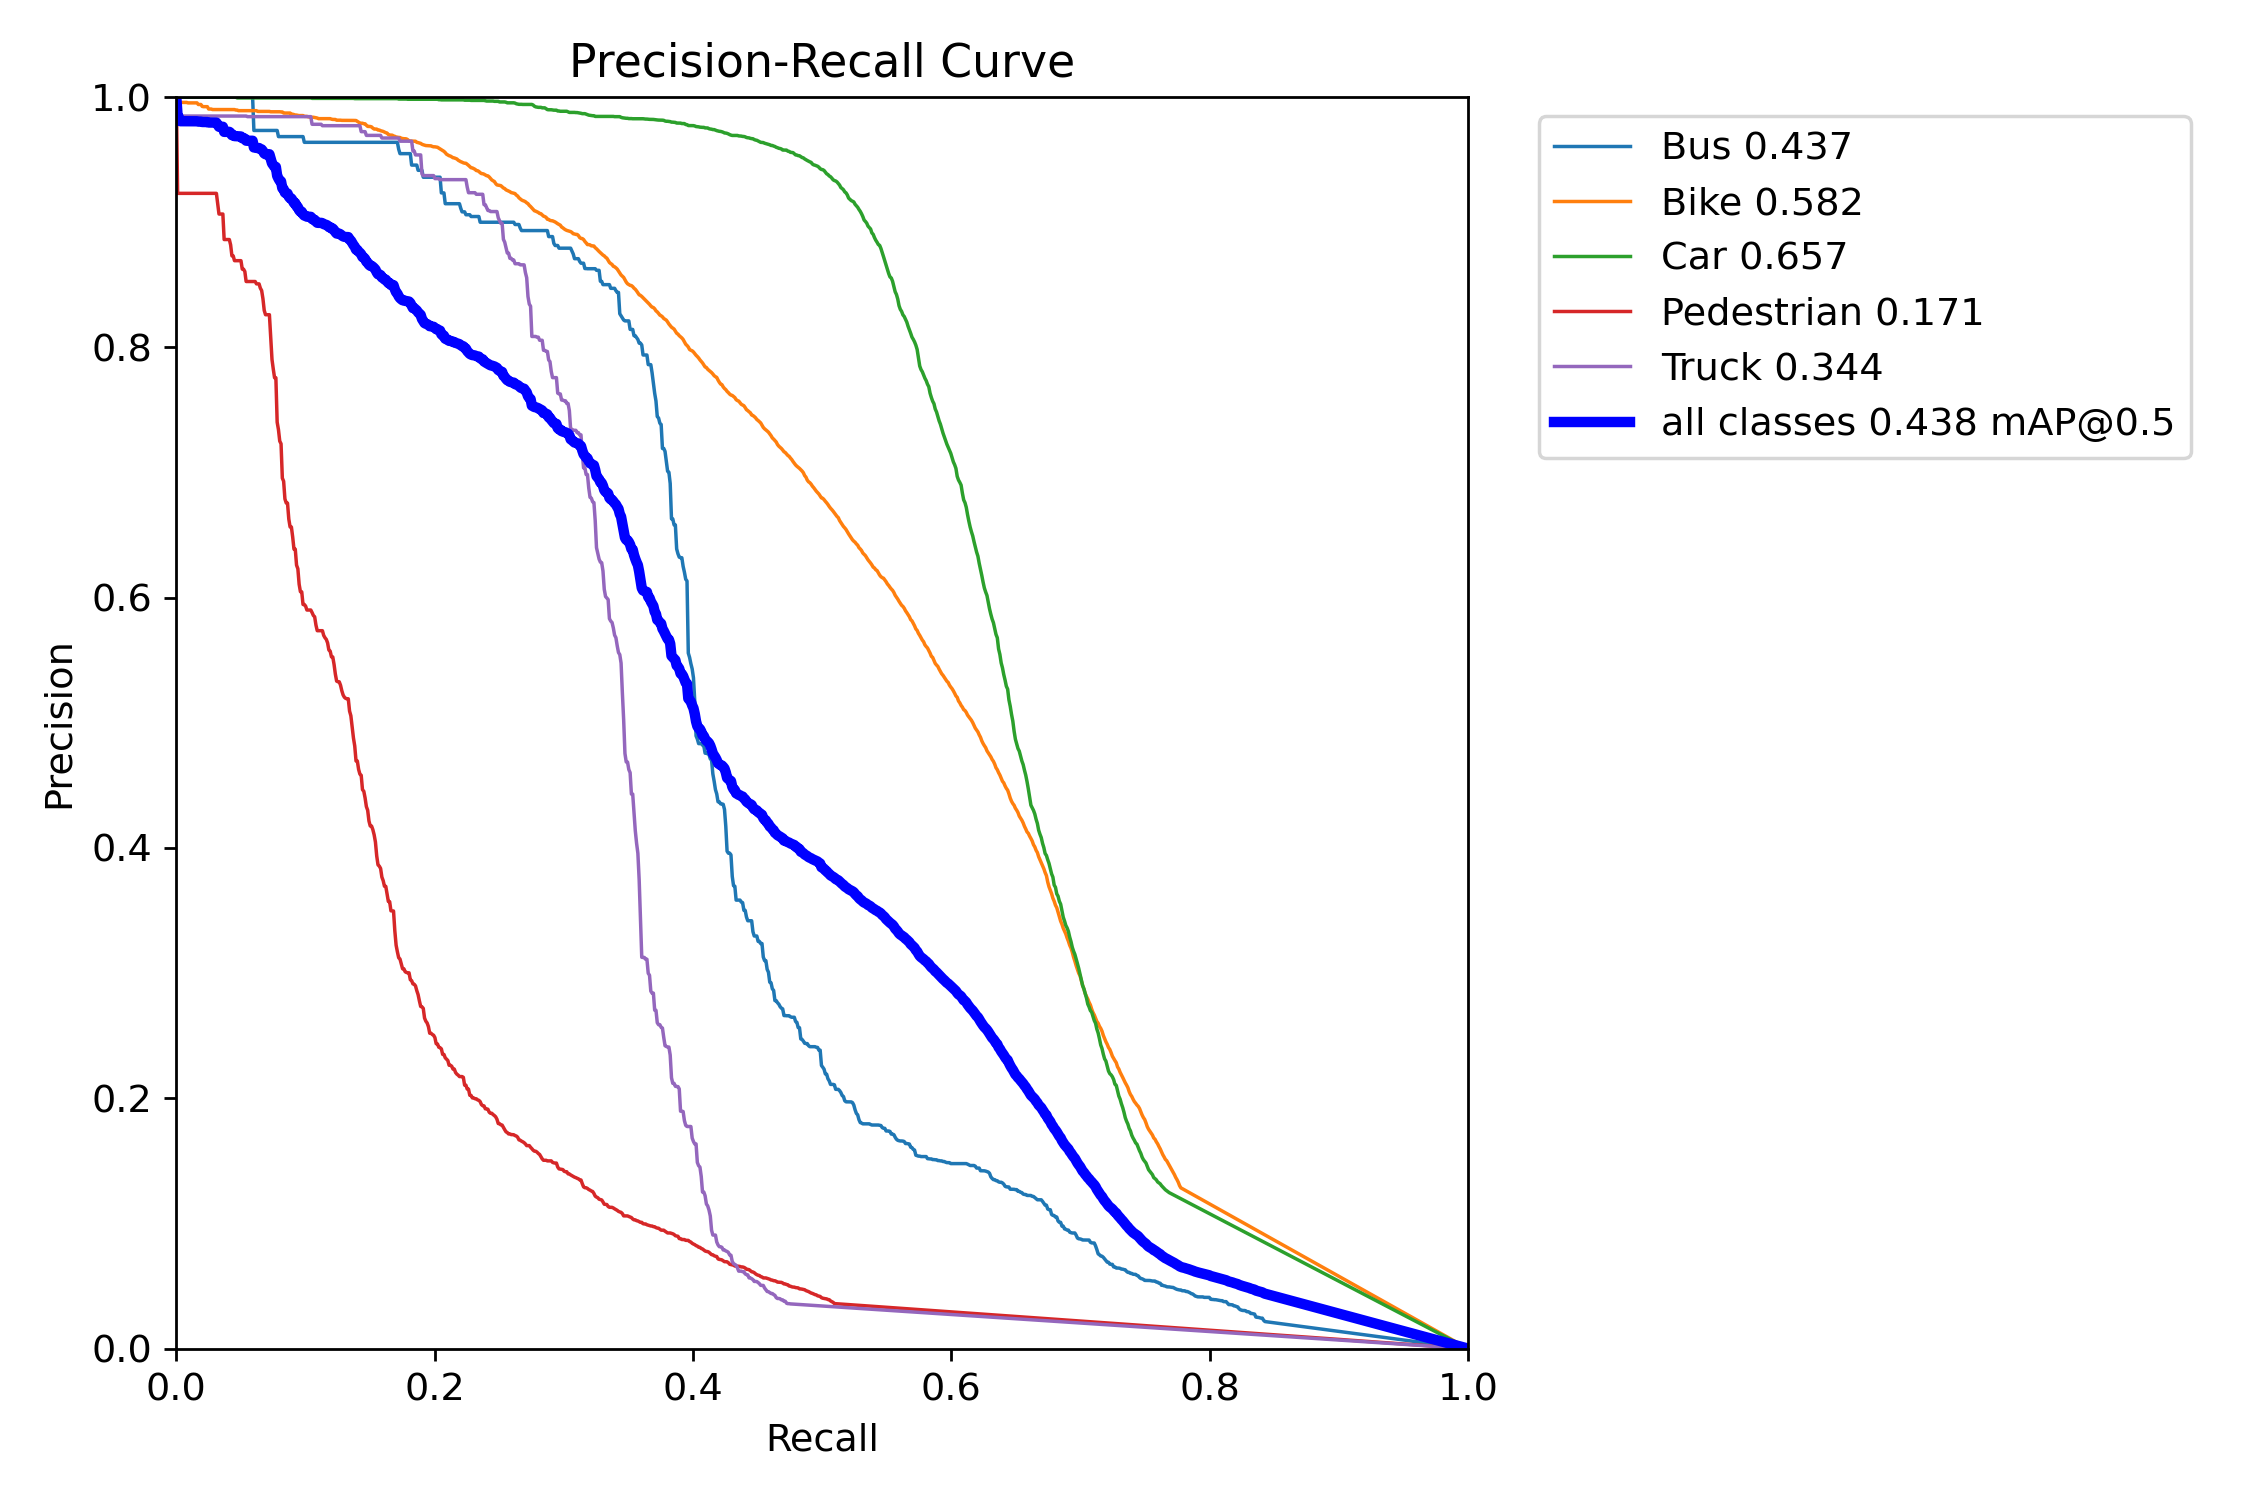 Precision-Recall Curve
1.0
0.8
0.6
0.4
0.2
0.0
Precision
0.0 0.2 0.4 0.6 0.8 1.0
Recall
Bus 0.437
Bike 0.582
Car 0.657
Pedestrian 0.171
Truck 0.344
all classes 0.438 mAP@0.5